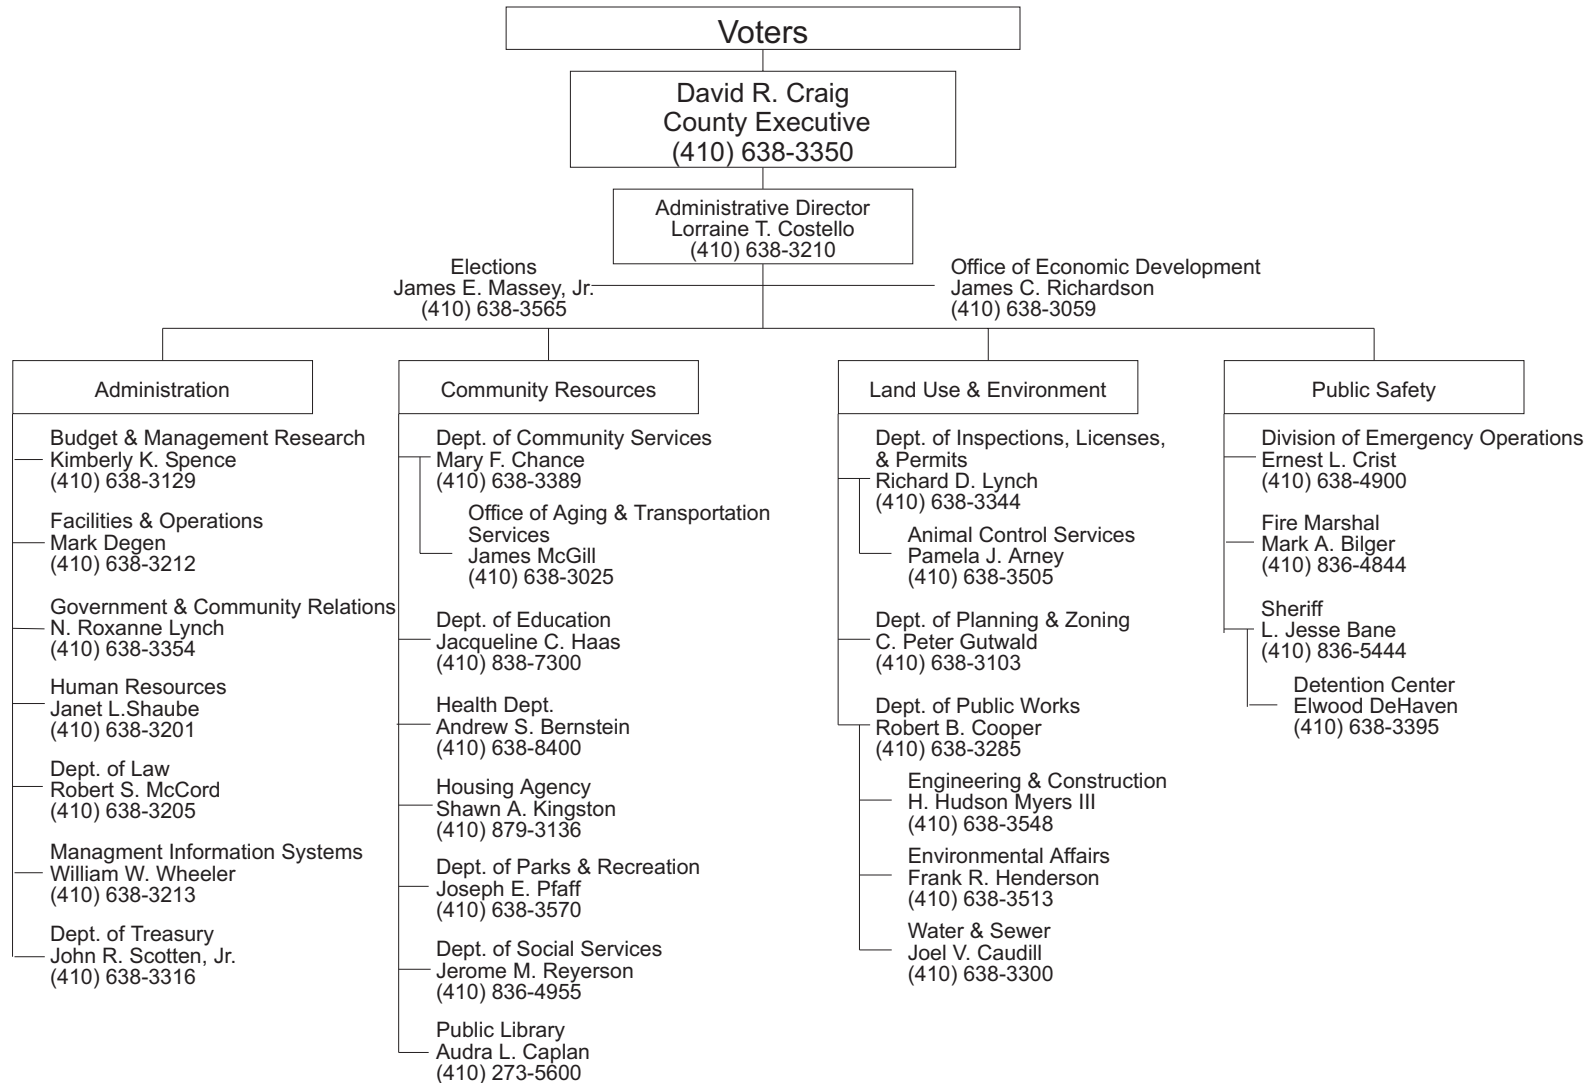 Voters
David R. Craig
County Executive
(410) 638-3350
Administrative Director
Lorraine T. Costello
(410) 638-3210
Elections
James E. Massey, Jr.
(410) 638-3565
Office of Economic Development
James C. Richardson
(410) 638-3059
Administration
Budget & Management Research
Kimberly K. Spence
(410) 638-3129
Facilities & Operations
Mark Degen
(410) 638-3212
Government & Community Relations
N. Roxanne Lynch
(410) 638-3354
Human Resources
Janet L.Shaube
(410) 638-3201
Dept. of Law
Robert S. McCord
(410) 638-3205
Managment Information Systems
William W. Wheeler
(410) 638-3213
Dept. of Treasury
John R. Scotten, Jr.
(410) 638-3316
Community Resources
Dept. of Community Services
Mary F. Chance
(410) 638-3389
Office of Aging & Transportation
Services
James McGill
(410) 638-3025
Dept. of Education
Jacqueline C. Haas
(410) 838-7300
Health Dept.
Andrew S. Bernstein
(410) 638-8400
Housing Agency
Shawn A. Kingston
(410) 879-3136
Dept. of Parks & Recreation
Joseph E. Pfaff
(410) 638-3570
Dept. of Social Services
Jerome M. Reyerson
(410) 836-4955
Public Library
Audra L. Caplan
(410) 273-5600
Land Use & Environment
Dept. of Inspections, Licenses,
& Permits
Richard D. Lynch
(410) 638-3344
Animal Control Services
Pamela J. Arney
(410) 638-3505
Dept. of Planning & Zoning
C. Peter Gutwald
(410) 638-3103
Dept. of Public Works
Robert B. Cooper
(410) 638-3285
Engineering & Construction
H. Hudson Myers III
(410) 638-3548
Environmental Affairs
Frank R. Henderson
(410) 638-3513
Water & Sewer
Joel V. Caudill
(410) 638-3300
Public Safety
Division of Emergency Operations
Ernest L. Crist
(410) 638-4900
Fire Marshal
Mark A. Bilger
(410) 836-4844
Sheriff
L. Jesse Bane
(410) 836-5444
Detention Center
Elwood DeHaven
(410) 638-3395